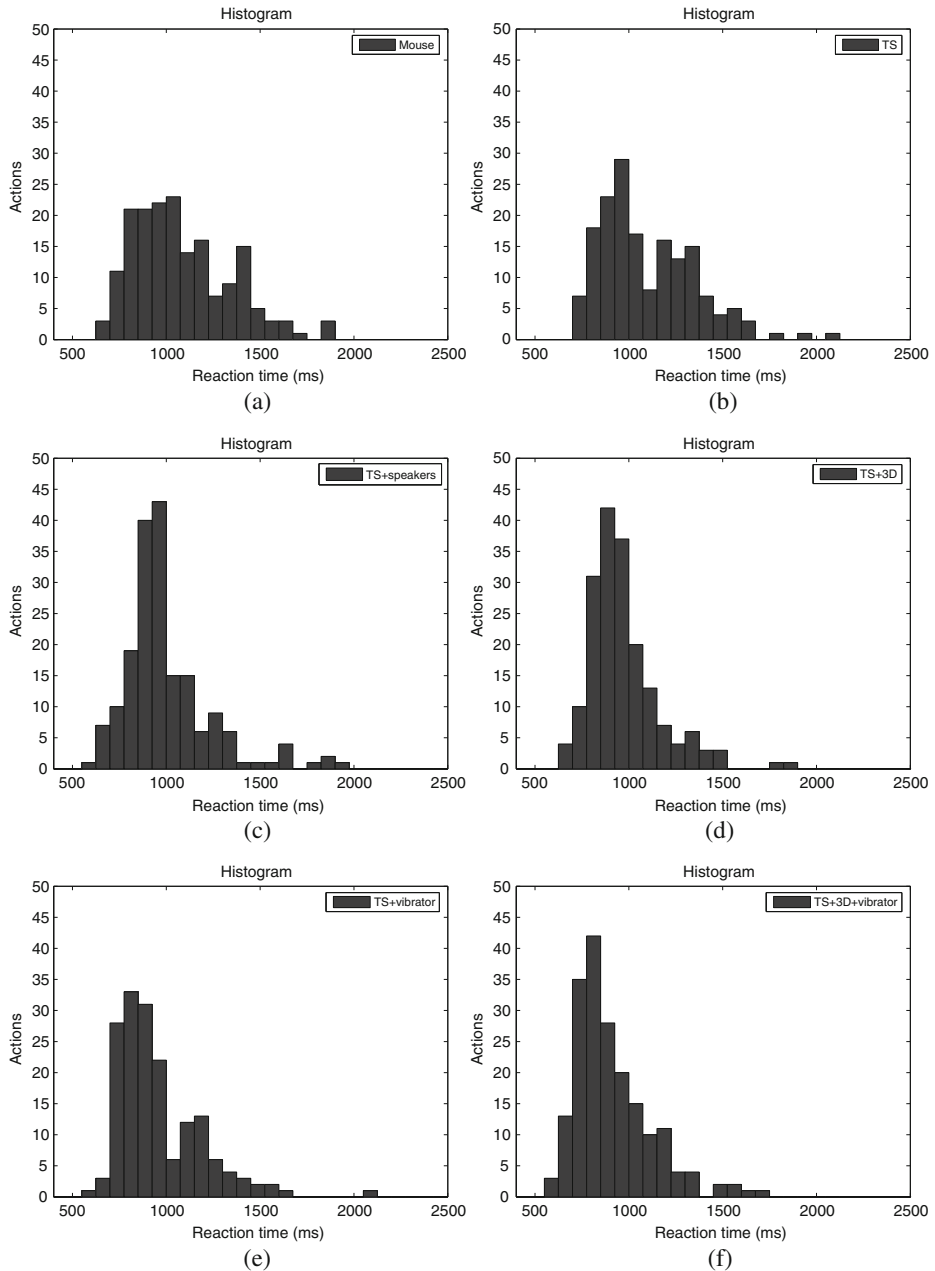 Histogram
Mouse
50
45
40
35
30
25
20
15
10
5
0
Actions
500 1000 1500 2000 2500
Reaction time (ms)
(a)
Histogram
TS
50
45
40
35
30
25
20
15
10
5
0
Actions
500 1000 1500 2000 2500
Reaction time (ms)
(b)
Histogram
TS+speakers
50
45
40
35
30
25
20
15
10
5
0
Actions
500 1000 1500 2000 2500
Reaction time (ms)
(c)
Histogram
TS+3D
50
45
40
35
30
25
20
15
10
5
0
Actions
500 1000 1500 2000 2500
Reaction time (ms)
(d)
Histogram
TS+vibrator
50
45
40
35
30
25
20
15
10
5
0
Actions
500 1000 1500 2000 2500
Reaction time (ms)
(e)
Histogram
TS+3D+vibrator
50
45
40
35
30
25
20
15
10
5
0
Actions
500 1000 1500 2000 2500
Reaction time (ms)
(f)